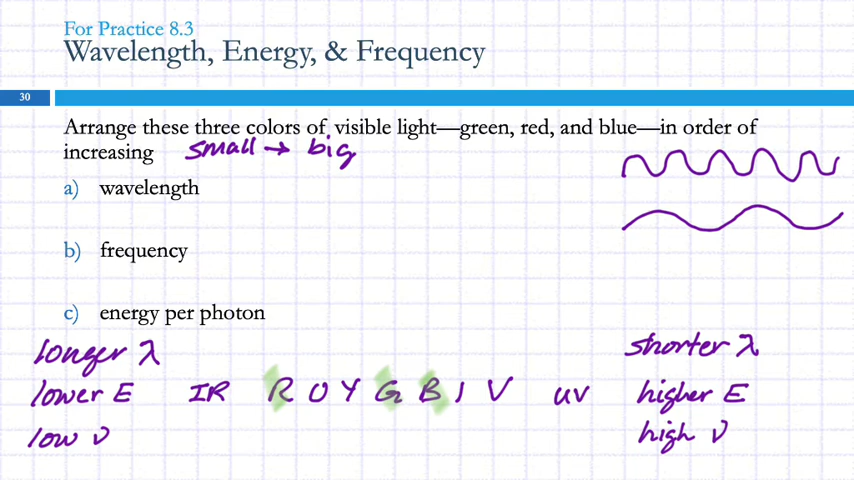 For Practice 8.3
Wavelength, Energy, & Frequency
30
Arrange these three colors of visible light—green, red, and blue—in order of
increasing small → big
a) wavelength
b) frequency
c) energy per photon
longer λ shorter λ
lower E IR R O Y G B I V UV higher E
low ν high ν